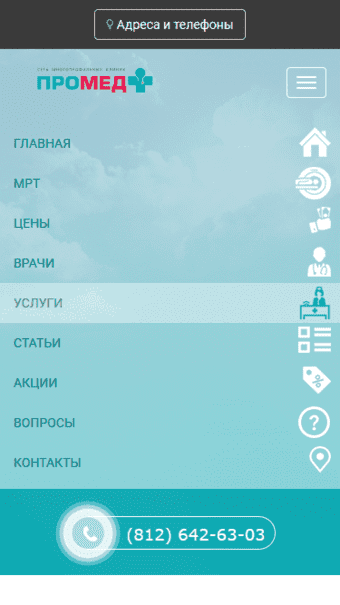 Адреса и телефоны
СЕТЬ МНОГОПРОФИЛЬНЫХ КЛИНИК
ПРОМЕД
ГЛАВНАЯ
МРТ
ЦЕНЫ
ВРАЧИ
УСЛУГИ
СТАТЬИ
АКЦИИ
ВОПРОСЫ
КОНТАКТЫ
(812) 642-63-03